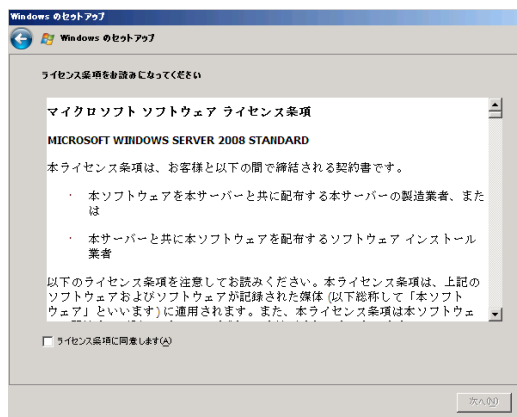 Windows のセットアップ
Windows のセットアップ
ライセンス条項をお読みになってください
マイクロソフト ソフトウェア ライセンス条項
MICROSOFT WINDOWS SERVER 2008 STANDARD
本ライセンス条項は、お客様と以下の間で締結される契約書です。
· 本ソフトウェアを本サーバーと共に配布する本サーバーの製造業者、また
は
· 本サーバーと共に本ソフトウェアを配布するソフトウェア インストール
業者
以下のライセンス条項を注意してお読みください。本ライセンス条項は、上記の
ソフトウェアおよびソフトウェアが記録された媒体 (以下総称して「本ソフト
ウェア」といいます) に適用されます。また、本ライセンス条項は本ソフトウェ
ライセンス条項に同意します(A)
次へ(N)